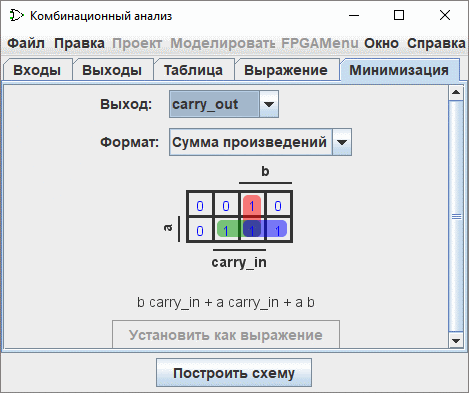 Комбинационный анализ
Файл Правка Проект Моделировать FPGAMenu Окно Справка
Входы Выходы Таблица Выражение Минимизация
Выход: carry_out
Формат: Сумма произведений
b
0 0 1 0
a
0 1 1 1
carry_in
b carry_in + a carry_in + a b
Установить как выражение
Построить схему